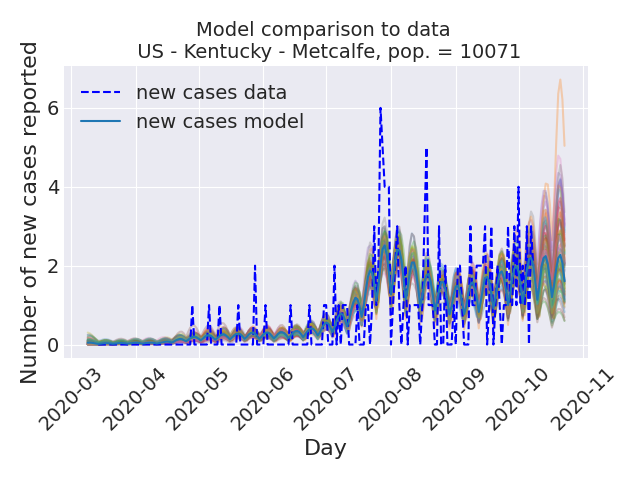 Model comparison to data
US - Kentucky - Metcalfe, pop. = 10071
Number of new cases reported
new cases data
new cases model
6
4
2
0
2020-03
2020-04
2020-05
2020-06
2020-07
2020-08
2020-09
2020-10
2020-11
Day